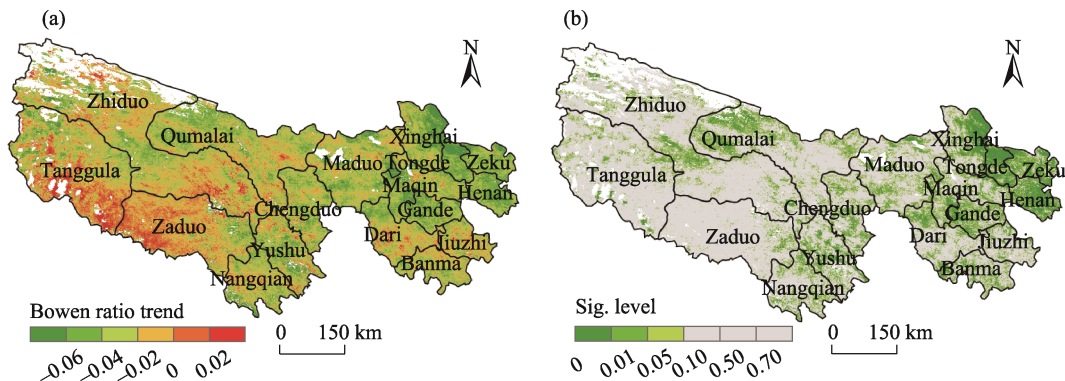 (a)
N
Zhiduo
Qumalai
Xinghai
Maduo
Tongde
Zeku
Tanggula
Maqin
Henan
Chengduo
Gande
Zaduo
Dari
Jiuzhi
Yushu
Banma
Nangqian
Bowen ratio trend
−0.06 −0.04 −0.02 0 0.02
0 150 km
(b)
N
Zhiduo
Qumalai
Xinghai
Maduo
Tongde
Zeku
Tanggula
Maqin
Henan
Chengduo
Gande
Zaduo
Dari
Jiuzhi
Yushu
Banma
Nangqian
Sig. level
0 0.01 0.05 0.10 0.50 0.70
0 150 km